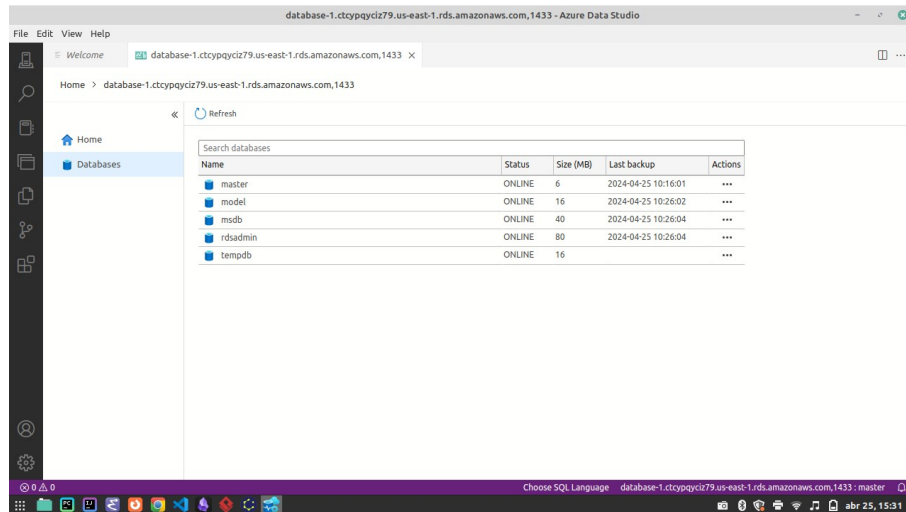 database-1.ctcypqyciz79.us-east-1.rds.amazonaws.com,1433 - Azure Data Studio
File Edit View Help
Welcome database-1.ctcypqyciz79.us-east-1.rds.amazonaws.com,1433
Home > database-1.ctcypqyciz79.us-east-1.rds.amazonaws.com,1433
Refresh
Home
Databases
Search databases
Name Status Size (MB) Last backup Actions
master ONLINE 6 2024-04-25 10:16:01
model ONLINE 16 2024-04-25 10:26:02
msdb ONLINE 40 2024-04-25 10:26:04
rdsadmin ONLINE 80 2024-04-25 10:26:04
tempdb ONLINE 16
0 0 Choose SQL Language database-1.ctcypqyciz79.us-east-1.rds.amazonaws.com,1433 : master
PC IJ abr 25, 15:31